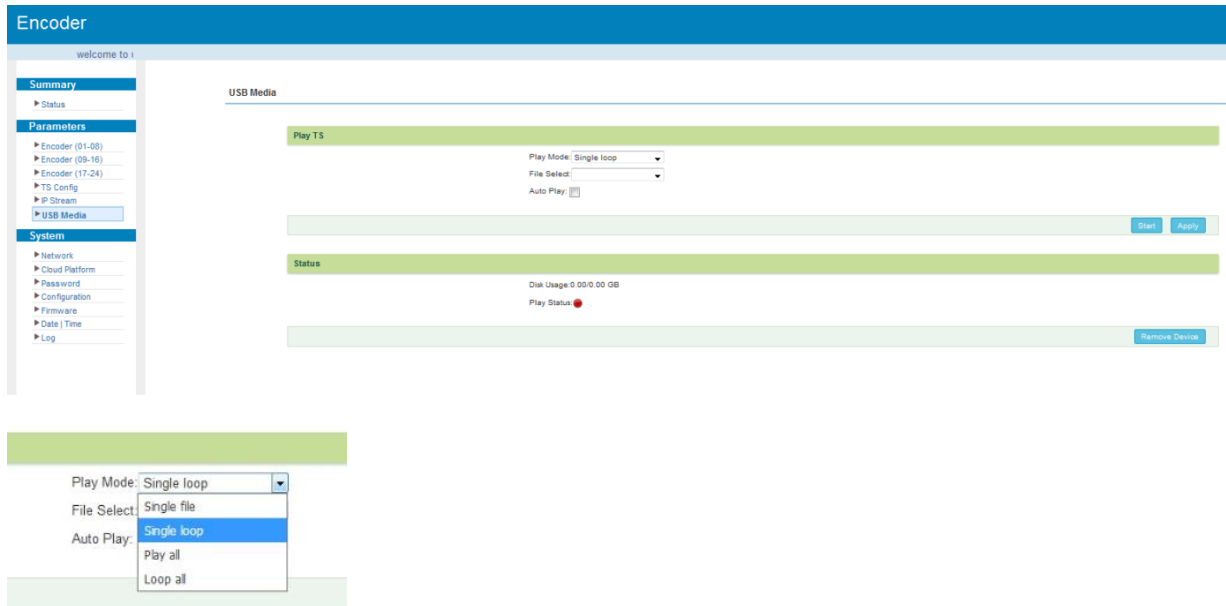 Encoder
welcome to
Summary
Status
Parameters
Encoder (01-08)
Encoder (09-16)
Encoder (17-24)
TS Config
IP Stream
USB Media
System
Network
Cloud Platform
Password
Configuration
Firmware
Date | Time
Log
USB Media
Play TS
Play Mode: Single loop
File Select:
Auto Play:
Start Apply
Status
Disk Usage:0.00/0.00 GB
Play Status:
Remove Device
Play Mode: Single loop
File Select: Single file
Single loop
Auto Play:
Play all
Loop all